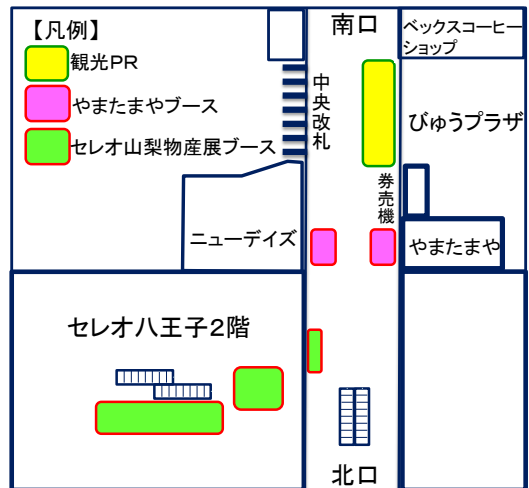 【凡例】
観光PR
やまたまやブース
セレオ山梨物産展ブース
南口
中央改札
券売機
ベックスコーヒー
ショップ
びゅうプラザ
ニューデイズ
やまたまや
セレオ八王子2階
北口